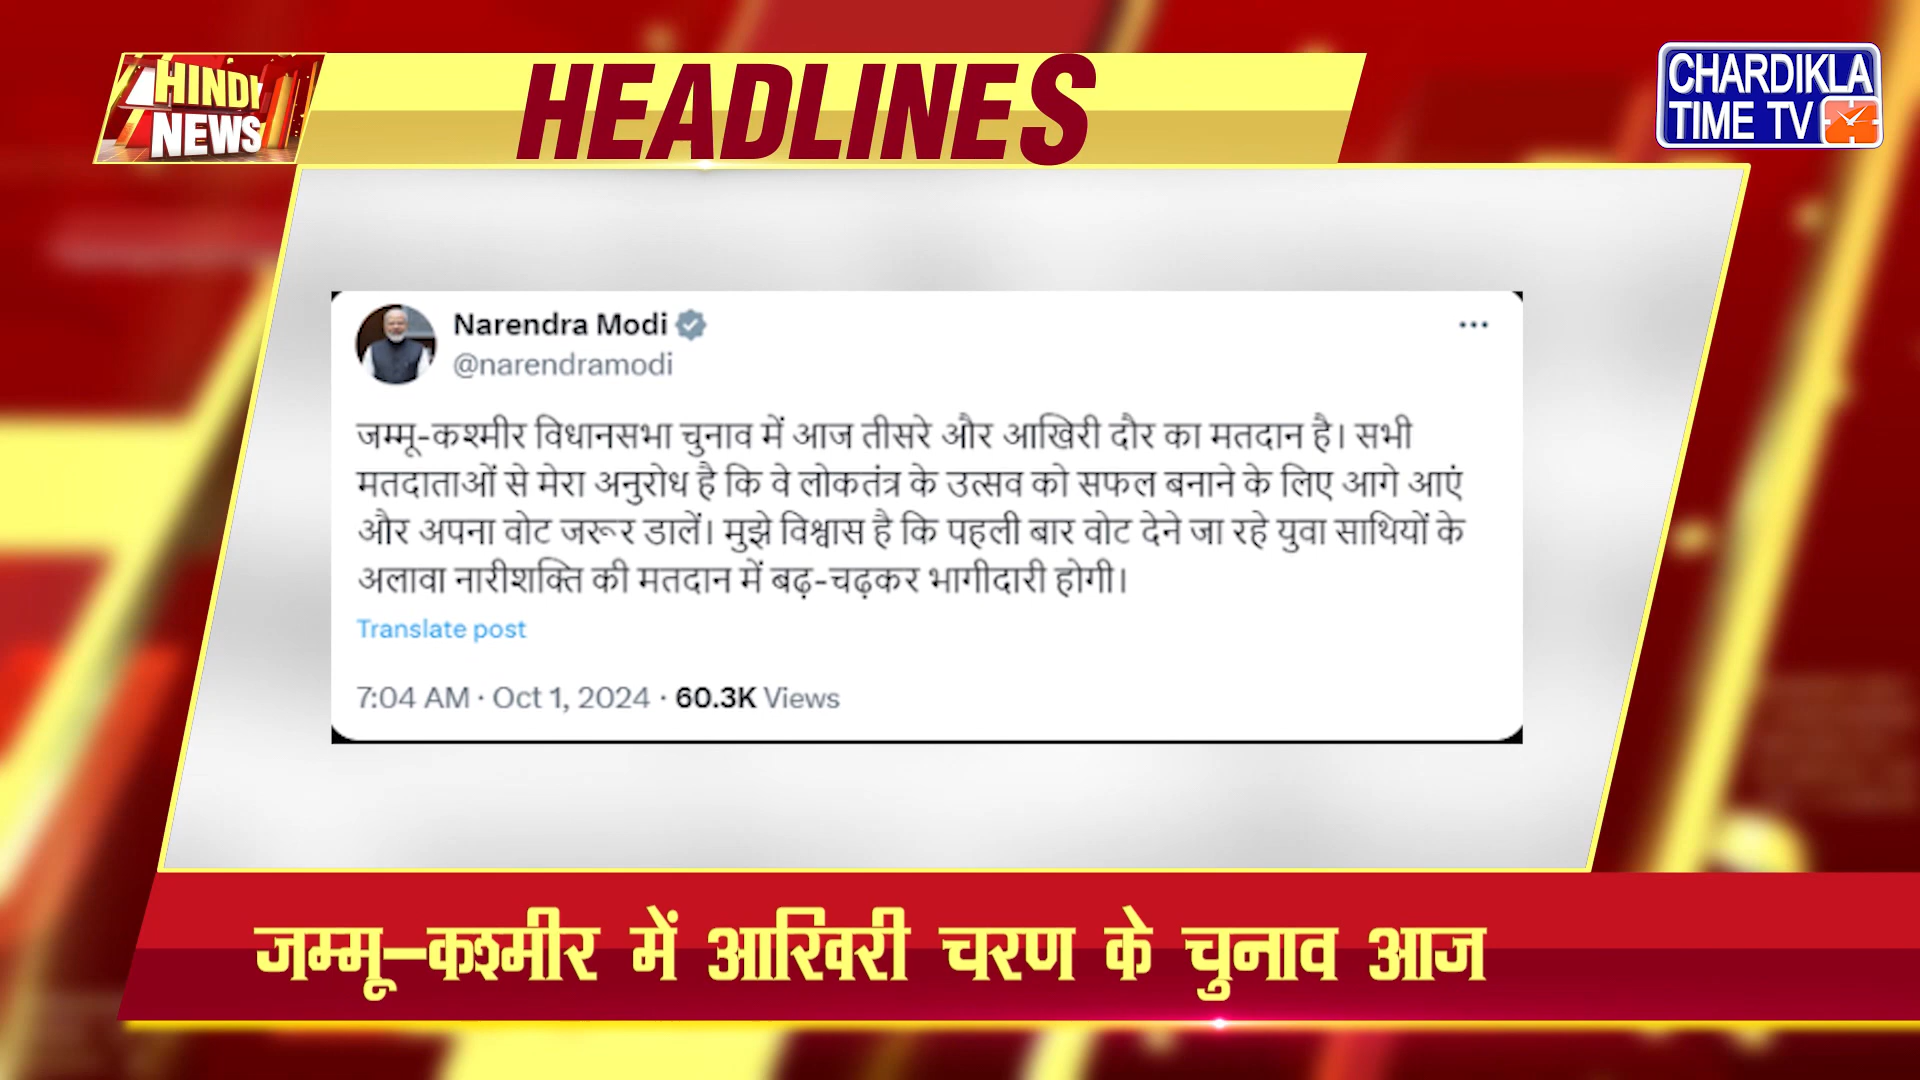 HINDI
NEWS
HEADLINES
CHARDIKLA
TIME TV
Narendra Modi
@narendramodi
जम्मू-कश्मीर विधानसभा चुनाव में आज तीसरे और आखिरी दौर का मतदान है। सभी
मतदाताओं से मेरा अनुरोध है कि वे लोकतंत्र के उत्सव को सफल बनाने के लिए आगे आएं
और अपना वोट जरूर डालें। मुझे विश्वास है कि पहली बार वोट देने जा रहे युवा साथियों के
अलावा नारीशक्ति की मतदान में बढ़-चढ़कर भागीदारी होगी।
Translate post
7:04 AM · Oct 1, 2024 · 60.3K Views
जम्मू-कश्मीर में आखिरी चरण के चुनाव आज